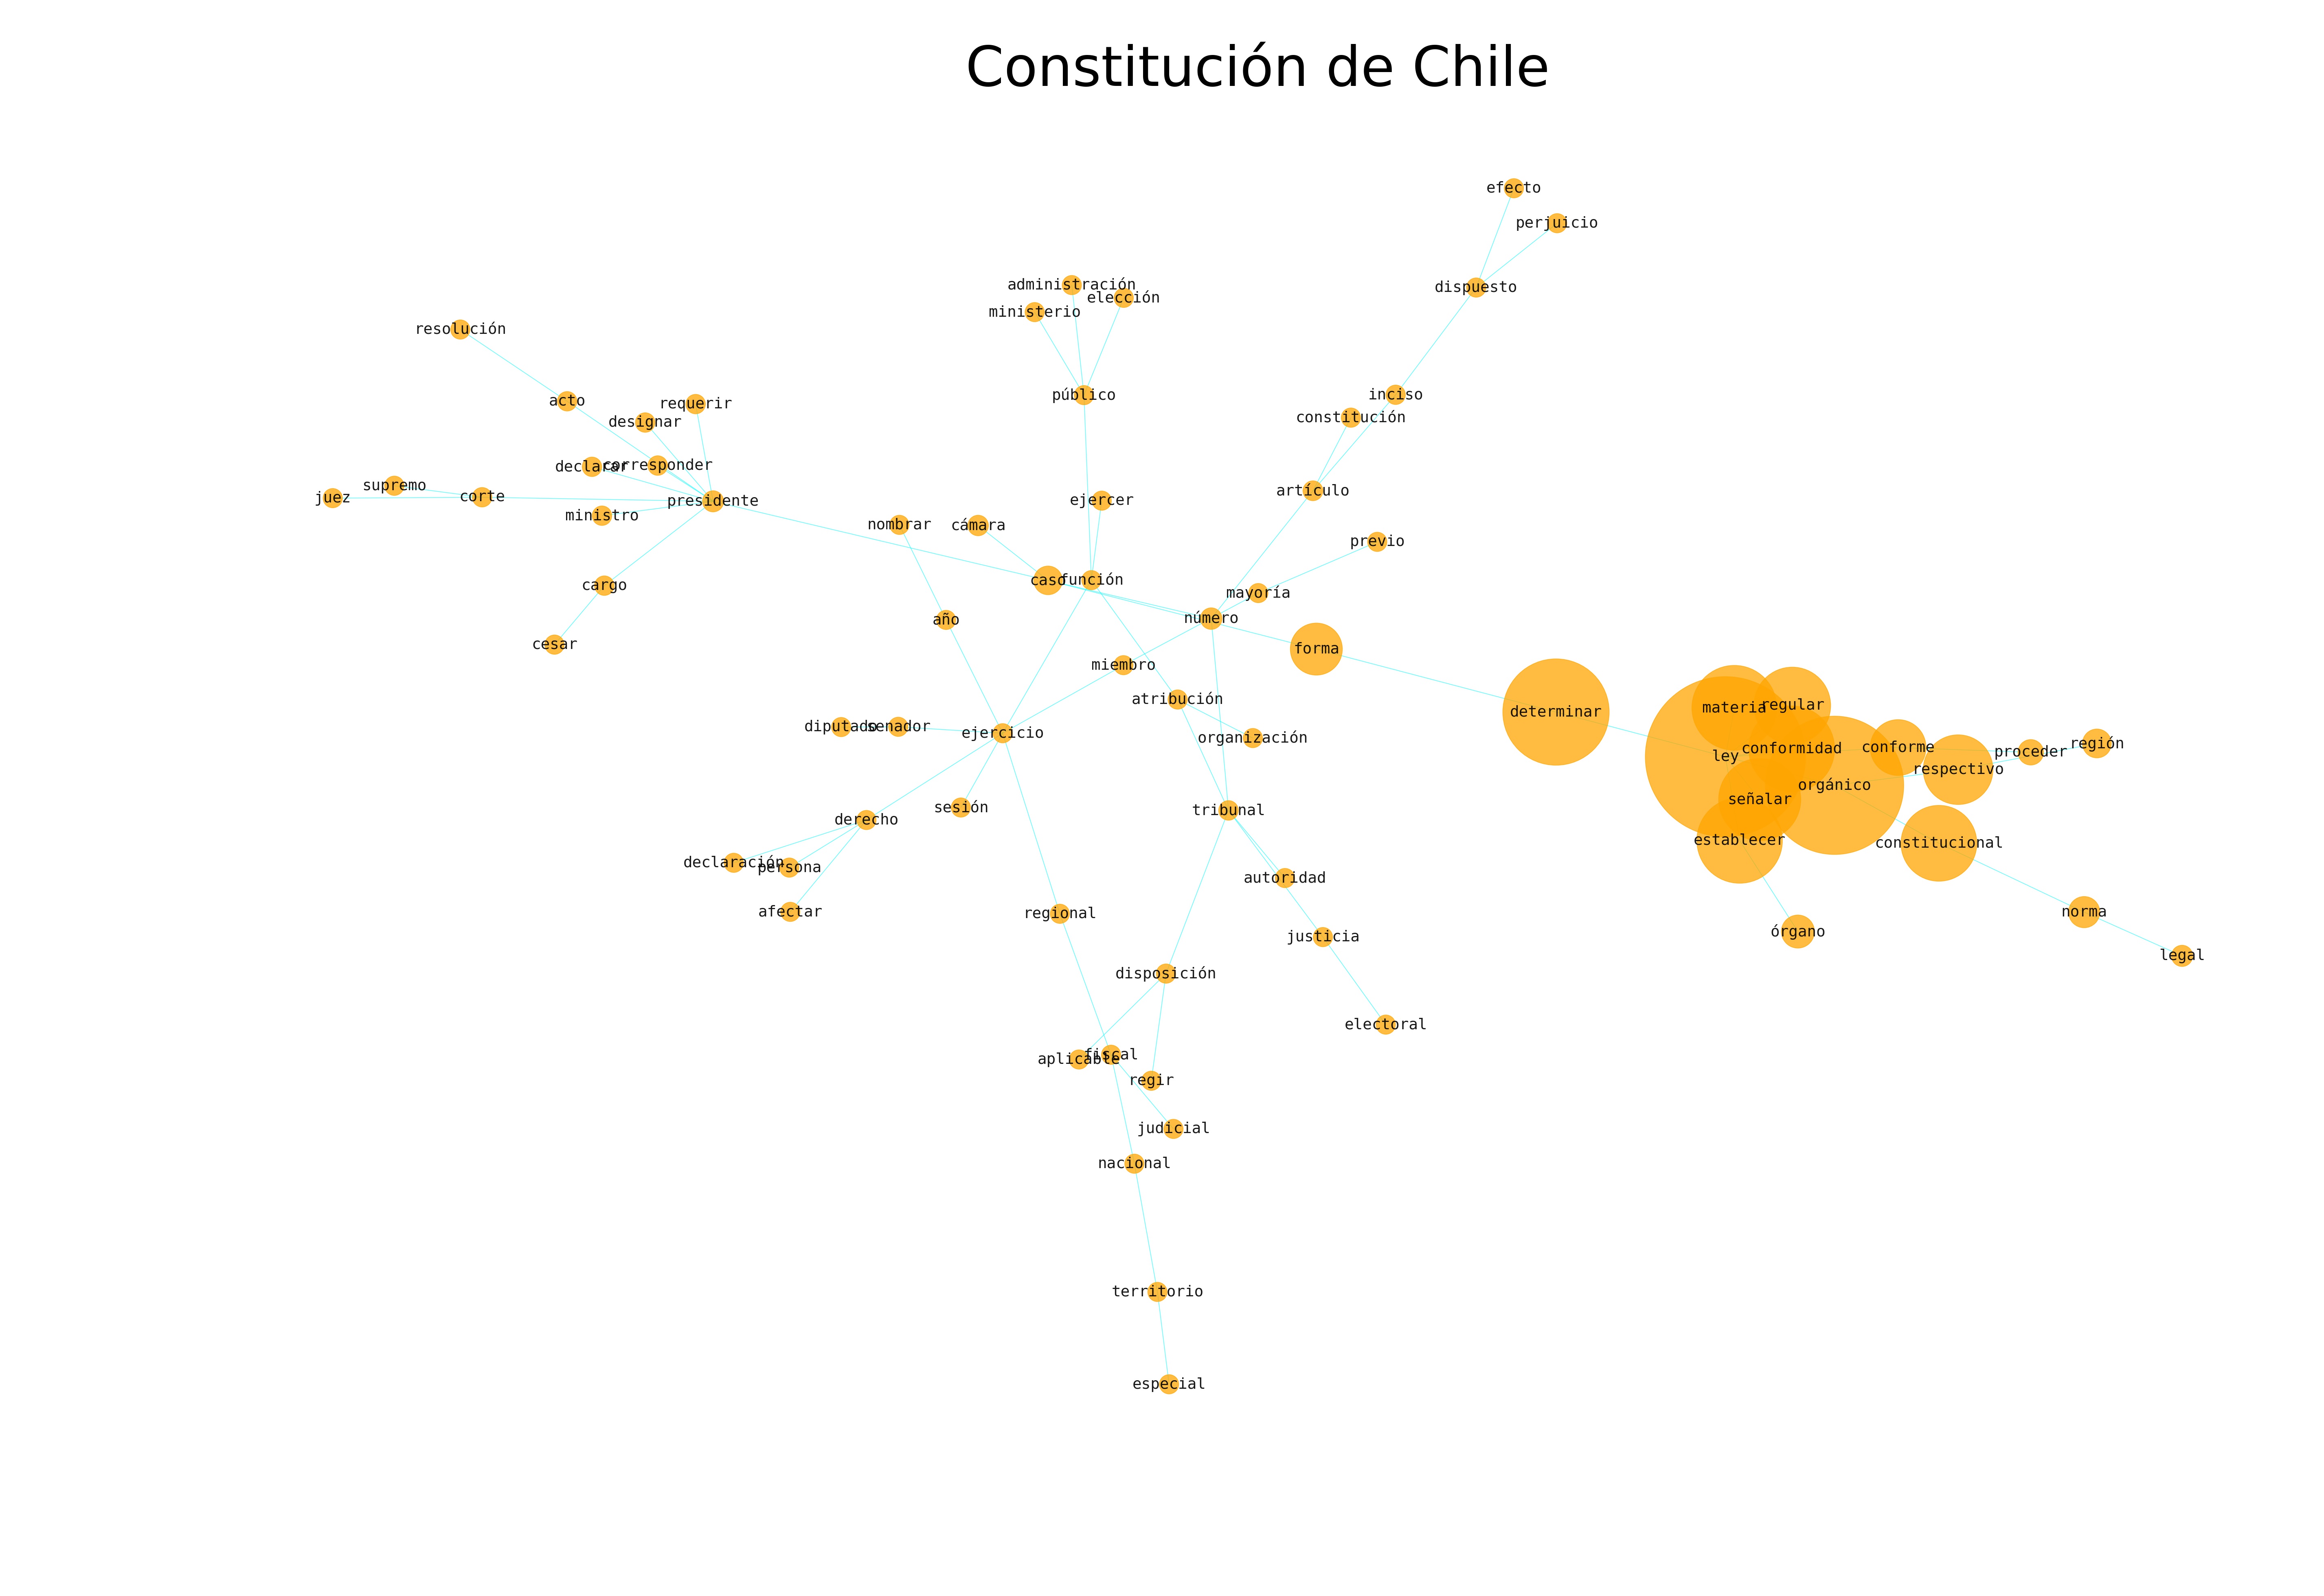 Constitución de Chile
efecto
perjuicio
administración
dispuesto
elección
ministerio
resolución
público
inciso
acto
requerir
constitución
designar
corresponder
declarar
supremo
artículo
corte
juez
ejercer
presidente
ministro
nombrar
cámara
previo
caso
función
cargo
mayoría
número
año
cesar
forma
miembro
atribución
materia
regular
determinar
diputado
senador
ejercicio
organización
región
conforme
conformidad
proceder
ley
respectivo
orgánico
señalar
sesión
tribunal
derecho
establecer
constitucional
declaración
persona
autoridad
afectar
regional
norma
órgano
justicia
legal
disposición
electoral
fiscal
aplicable
regir
judicial
nacional
territorio
especial